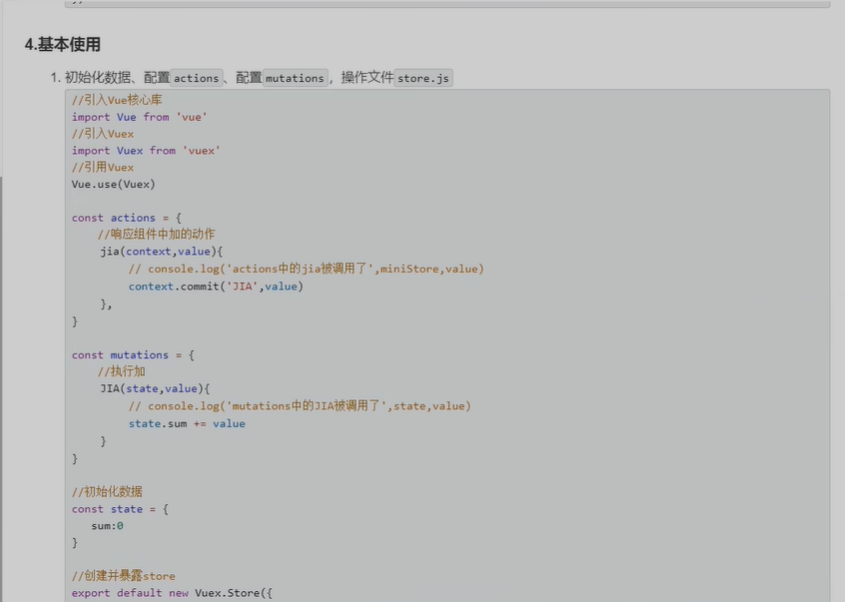 4.基本使用
1. 初始化数据、配置actions、配置mutations，操作文件store.js
//引入Vue核心库
import Vue from 'vue'
//引入Vuex
import Vuex from 'vuex'
//引用Vuex
Vue.use(Vuex)
const actions = {
//响应组件中加的动作
jia(context,value){
// console.log('actions中的jia被调用了',miniStore,value)
context.commit('JIA',value)
},
}
const mutations = {
//执行加
JIA(state,value){
// console.log('mutations中的JIA被调用了',state,value)
state.sum += value
}
}
//初始化数据
const state = {
sum:0
}
//创建并暴露store
export default new Vuex.Store({